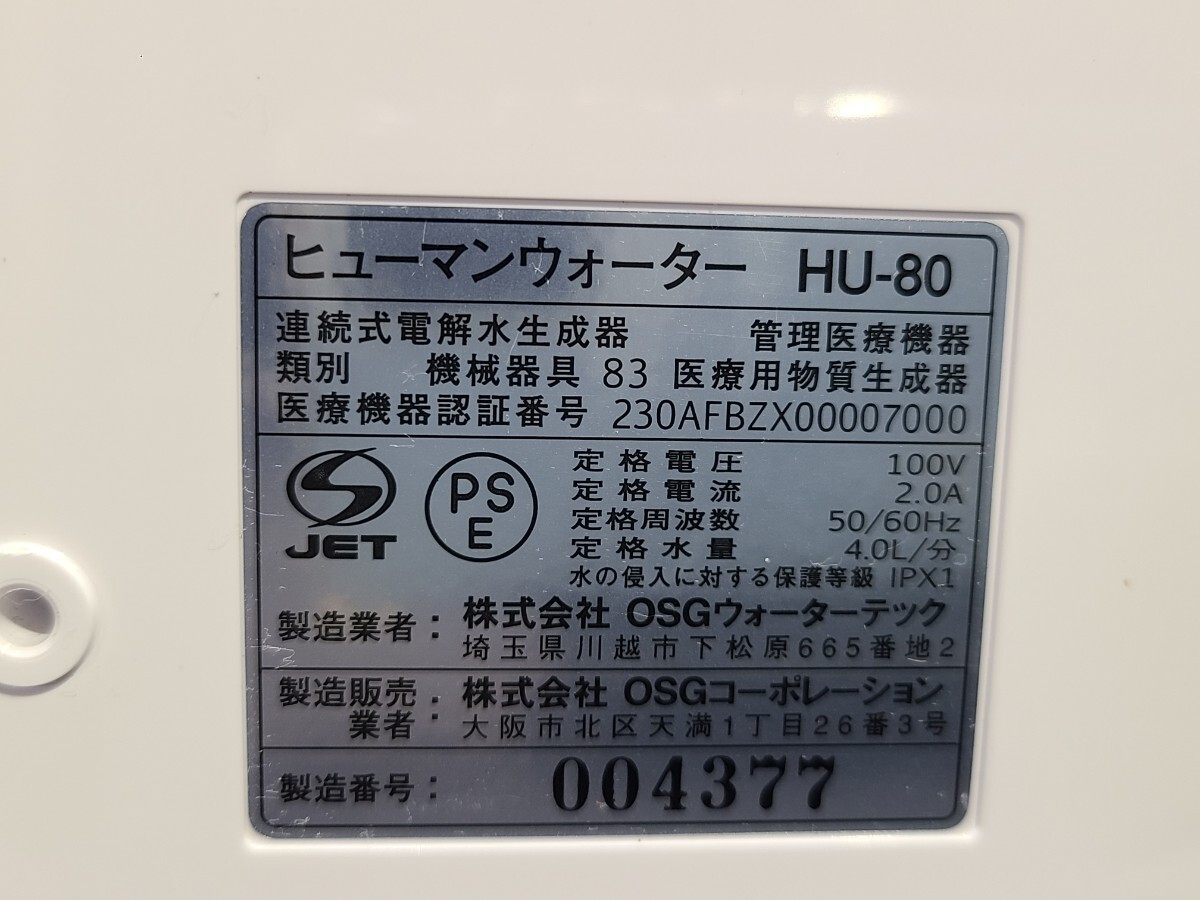 ヒューマンウォーター HU-80
連続式電解水生成器 管理医療機器
類別 機械器具 83 医療用物質生成器
医療機器認証番号 230AFBZX00007000
JET
PS
E
定格電圧 100V
定格電流 2.0A
定格周波数 50/60Hz
定格水量 4.0L/分
水の侵入に対する保護等級 IPX1
製造業者: 株式会社 OSGウォーターテック
埼玉県川越市下松原665番地2
製造販売業者: 株式会社 OSGコーポレーション
大阪市北区天満1丁目26番3号
製造番号: 004377